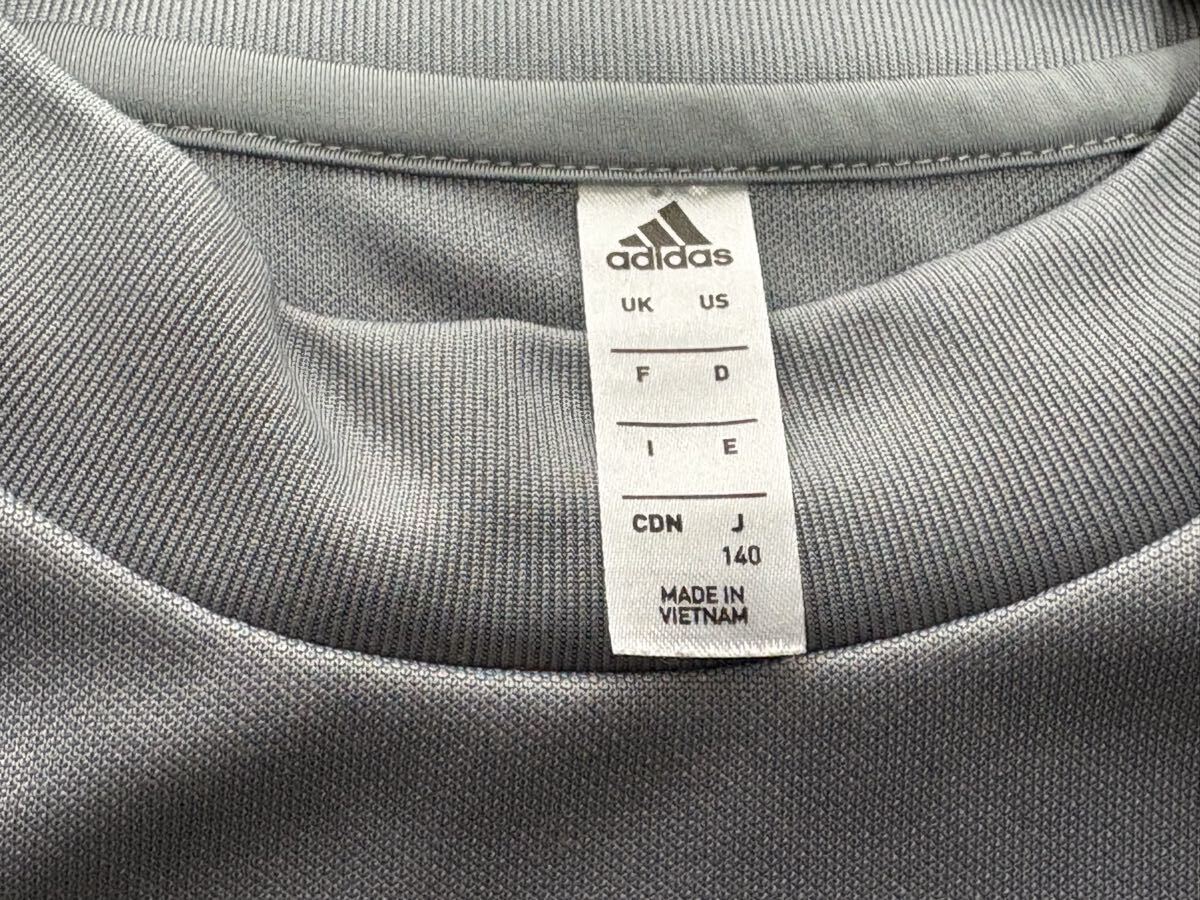 adidas
UK US
F D
I E
CDN J
140
MADE IN
VIETNAM